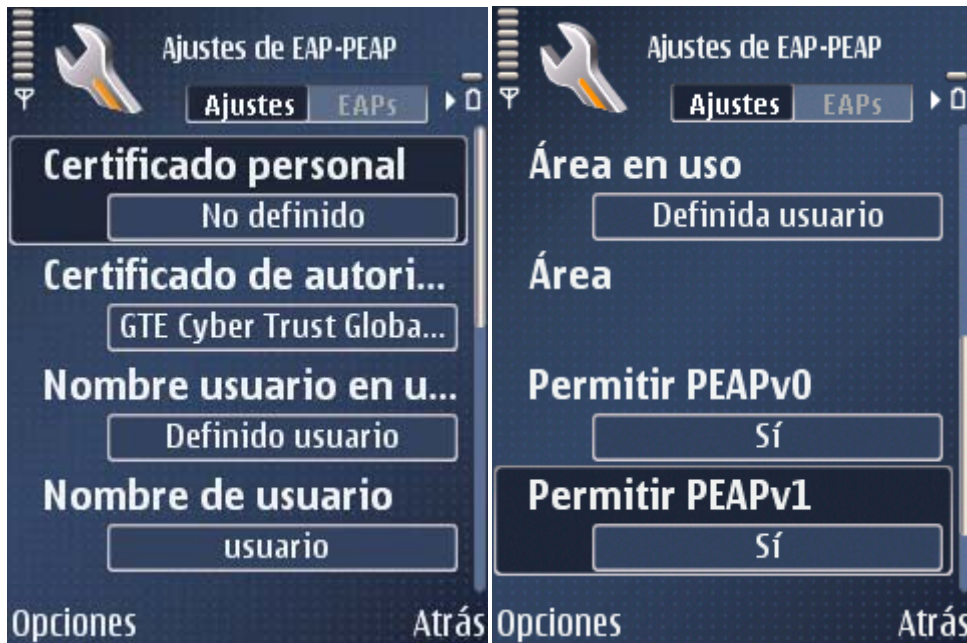 Ajustes de EAP-PEAP
Ajustes EAPs
Certificado personal
No definido
Certificado de autori...
GTE Cyber Trust Globa...
Nombre usuario en u...
Definido usuario
Nombre de usuario
usuario
Opciones Atrás
Ajustes de EAP-PEAP
Ajustes EAPs
Área en uso
Definida usuario
Área
Permitir PEAPv0
Sí
Permitir PEAPv1
Sí
Opciones Atrás